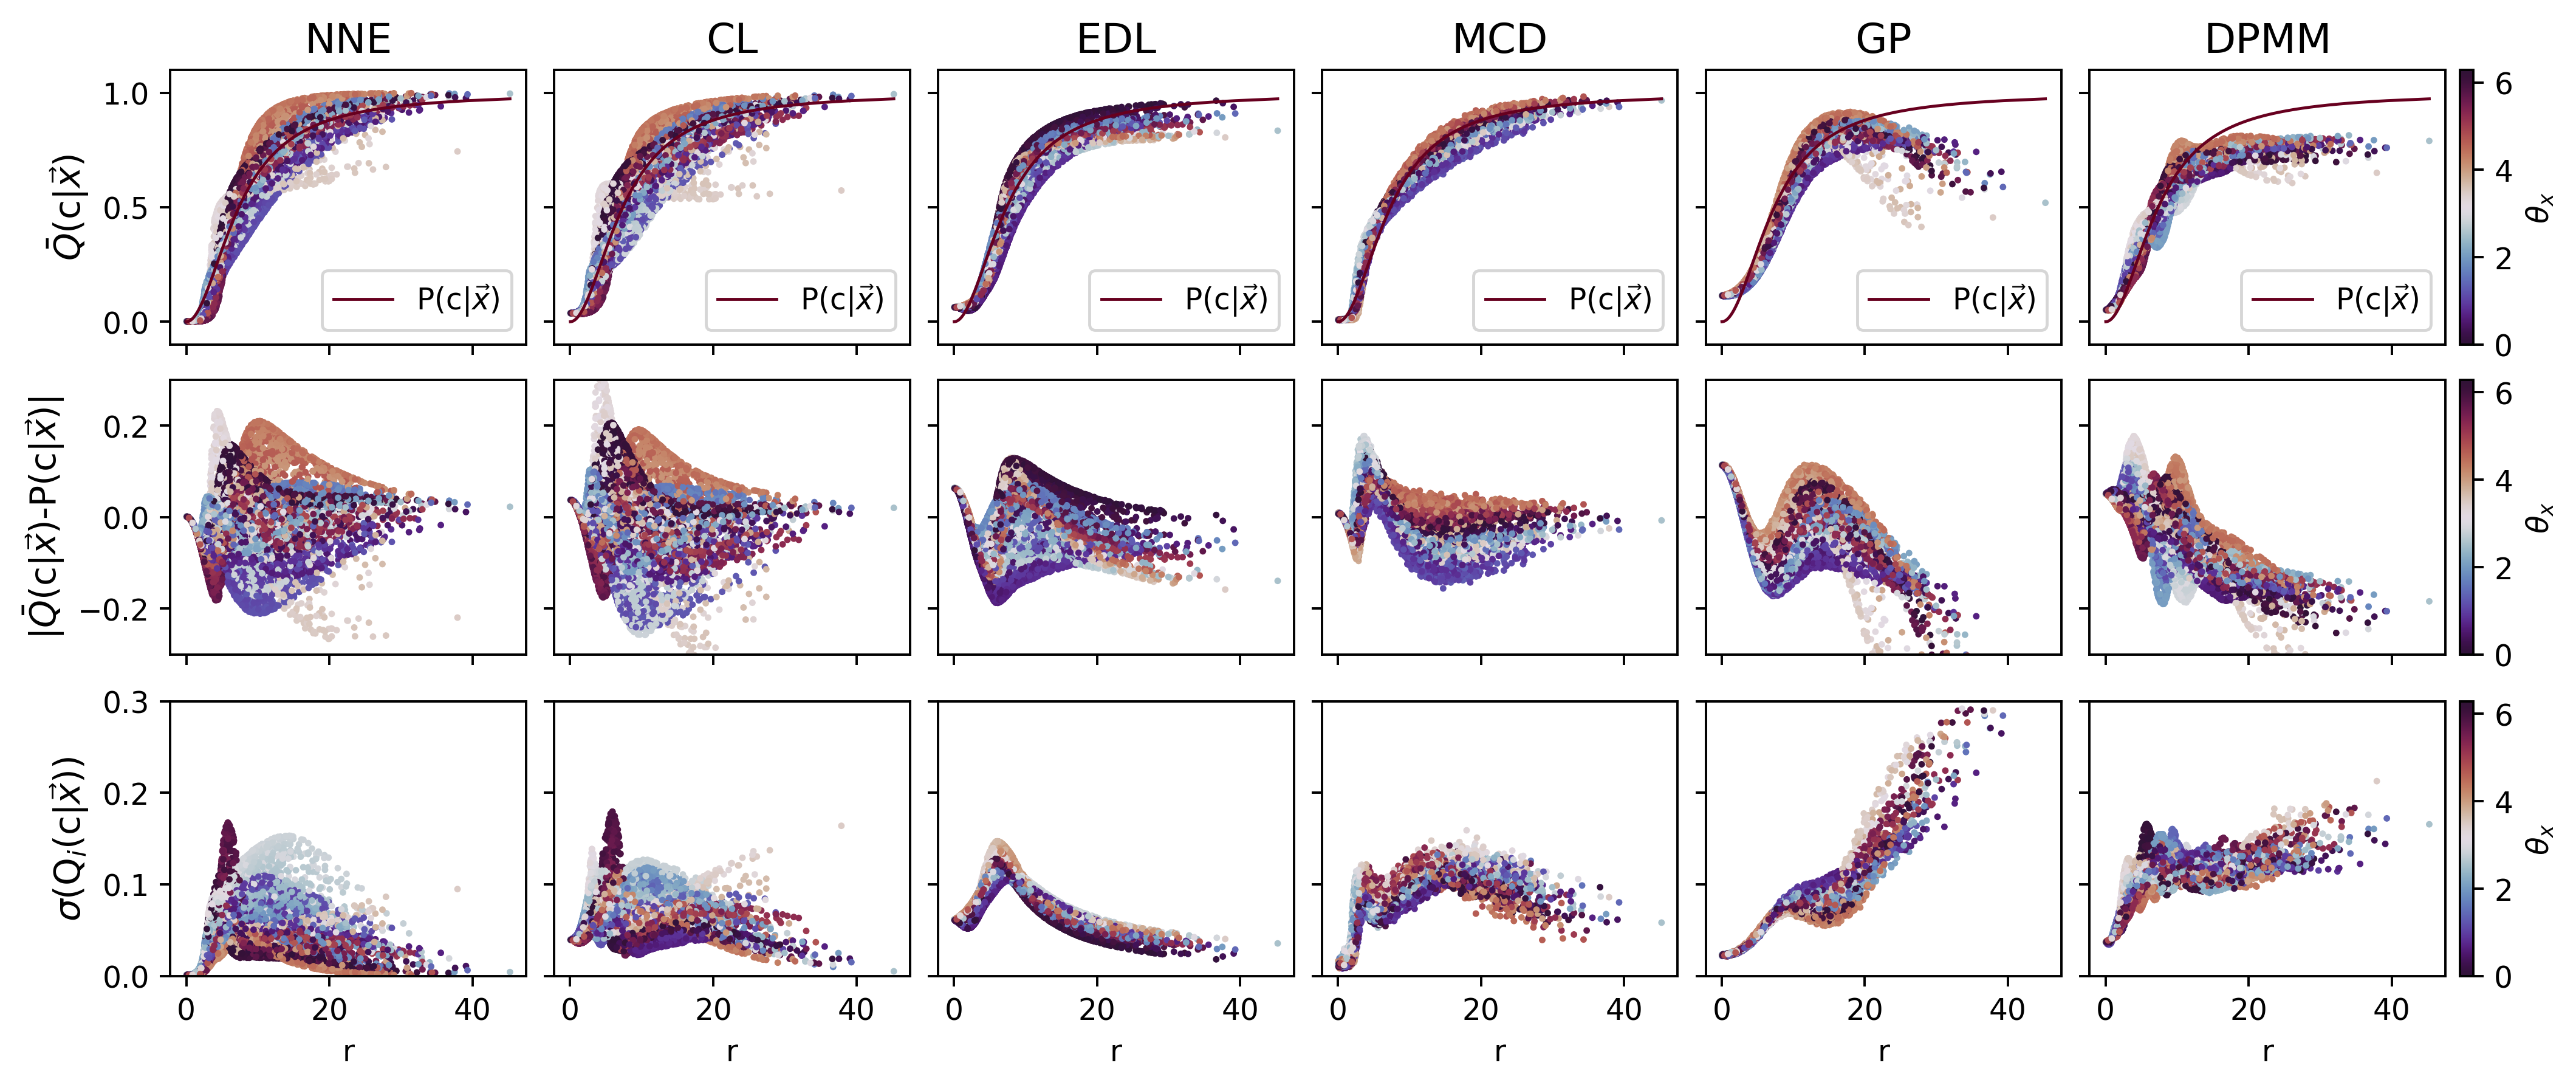 NNE CL EDL MCD GP DPMM
1.0
0.5
0.0
Q̄(c|x⃗)
P(c|x⃗) P(c|x⃗) P(c|x⃗) P(c|x⃗) P(c|x⃗) P(c|x⃗)
6
4
2
0
θₓ
0.2
0.0
−0.2
|Q̄(c|x⃗)-P(c|x⃗)|
6
4
2
0
θₓ
0.3
0.2
0.1
0.0
σ(Qᵢ(c|x⃗))
6
4
2
0
θₓ
0 20 40 0 20 40 0 20 40 0 20 40 0 20 40 0 20 40
r r r r r r